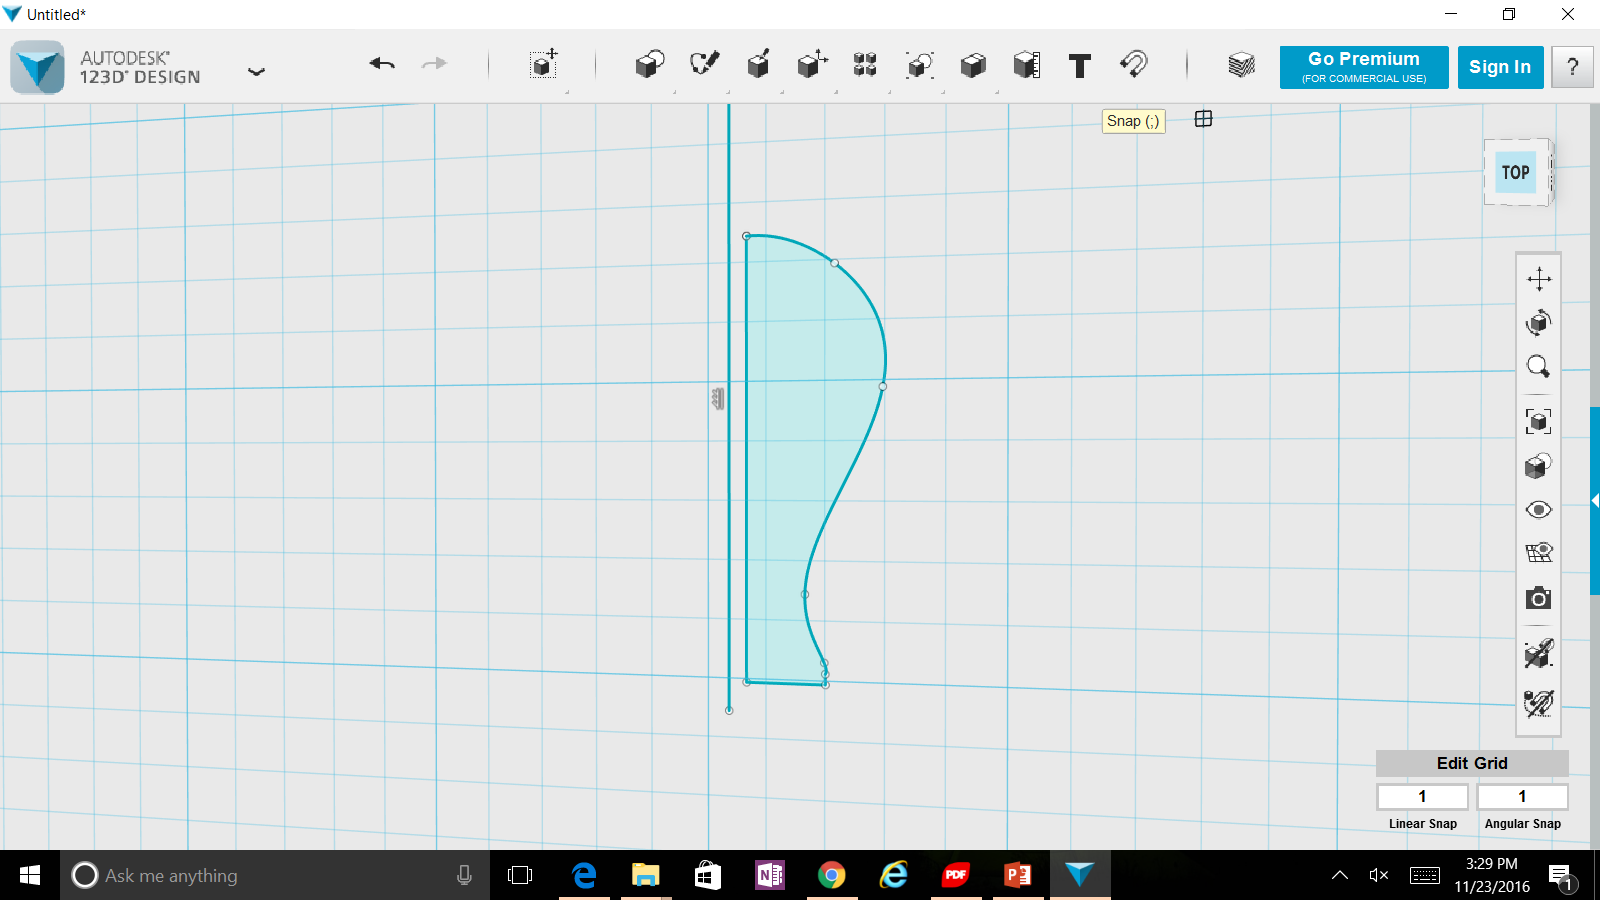 Untitled*
AUTODESK®
123D® DESIGN
T
Go Premium
(FOR COMMERCIAL USE)
Sign In
?
Snap (;)
TOP
Edit Grid
1
1
Linear Snap
Angular Snap
Ask me anything
N
PDF
P
3:29 PM
11/23/2016
1